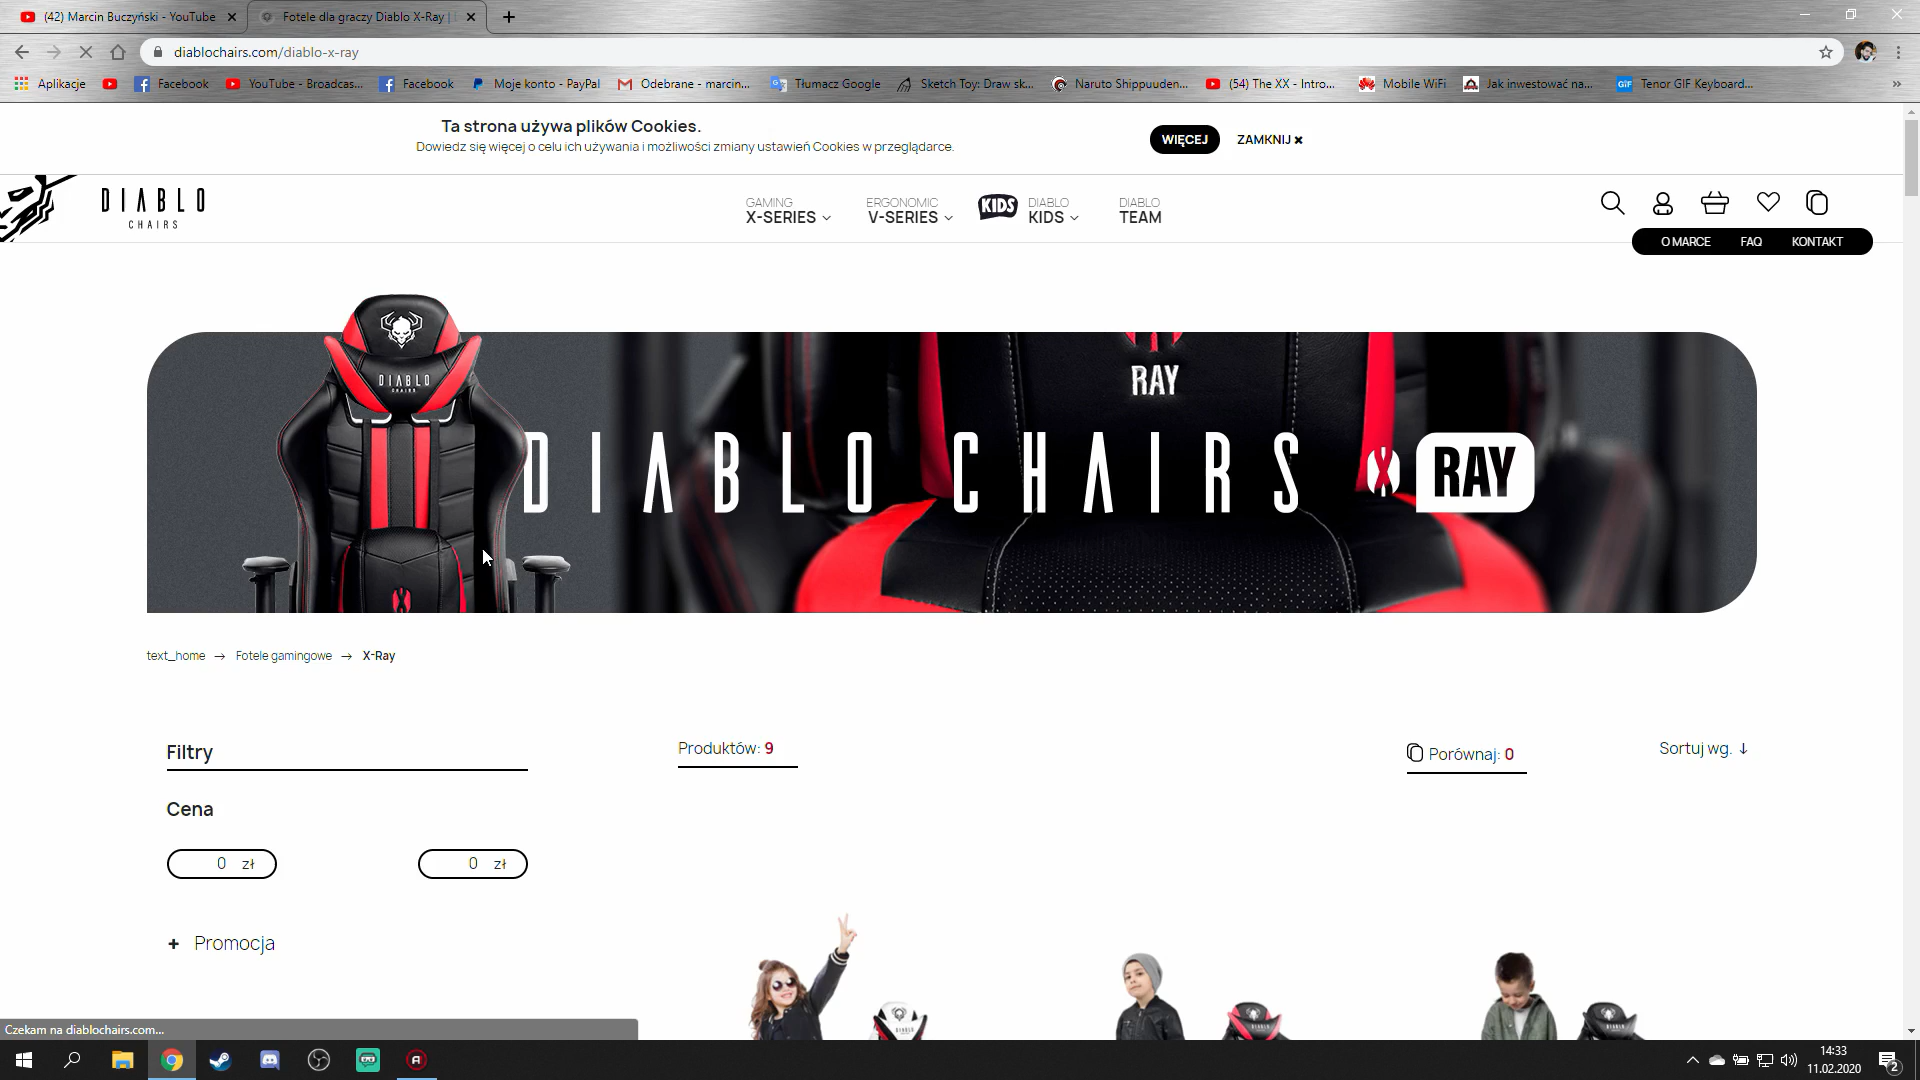 (42) Marcin Buczyński - YouTube
Fotele dla graczy Diablo X-Ray |
diablochairs.com/diablo-x-ray
Aplikacje
Facebook
YouTube - Broadcas...
Facebook
Moje konto - PayPal
Odebrane - marcin...
Tłumacz Google
Sketch Toy: Draw sk...
Naruto Shippuuden...
(54) The XX - Intro...
Mobile WiFi
Jak inwestować na...
GIF
Tenor GIF Keyboard...
Ta strona używa plików Cookies.
Dowiedz się więcej o celu ich używania i możliwości zmiany ustawień Cookies w przeglądarce.
WIĘCEJ
ZAMKNIJ ×
DIABLO
CHAIRS
GAMING
X-SERIES
ERGONOMIC
V-SERIES
KIDS
DIABLO
KIDS
DIABLO
TEAM
O MARCE
FAQ
KONTAKT
DIABLO
CHAIRS
RAY
DIABLO CHAIRS X RAY
text_home → Fotele gamingowe → X-Ray
Filtry
Produktów: 9
Porównaj: 0
Sortuj wg. ↓
Cena
0 zł
0 zł
+ Promocja
Czekam na diablochairs.com...
14:33
11.02.2020
2